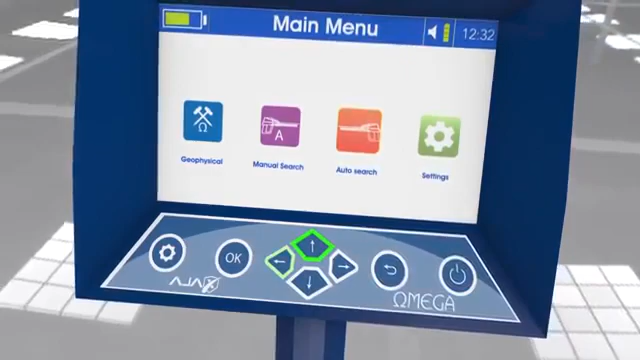 Main Menu
12:32
Ω
A
Geophysical
Manual Search
Auto search
Settings
OK
AJAX
ΩMEGA